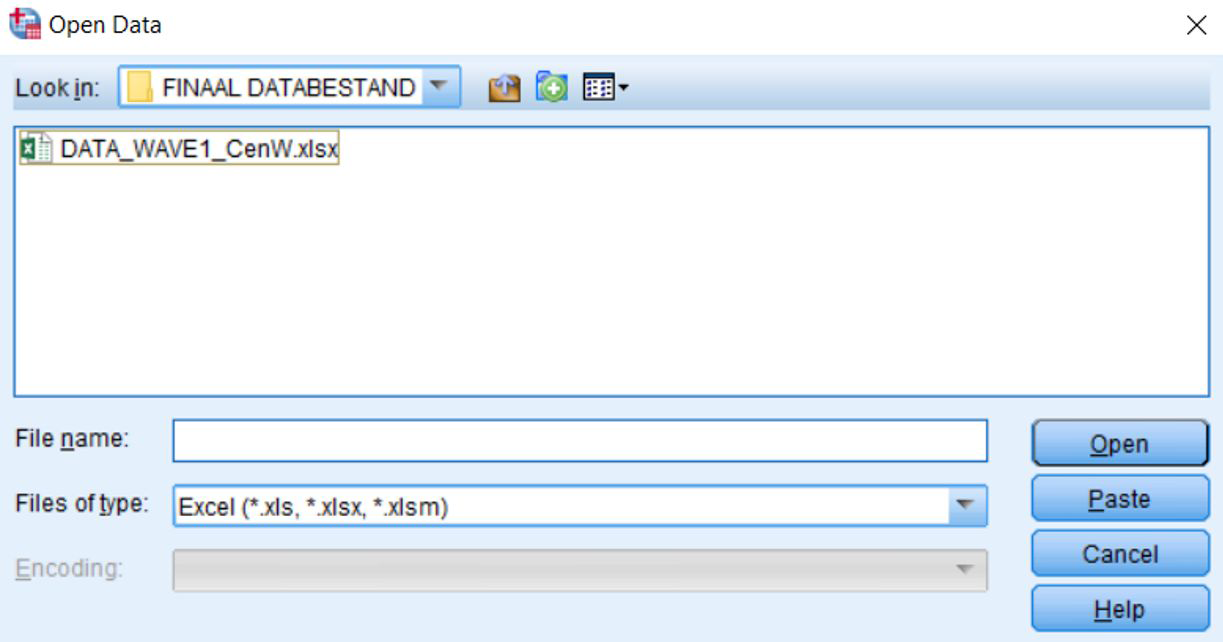 Open Data
Look in: FINAAL DATABESTAND
DATA_WAVE1_CenW.xlsx
File name:
Open
Files of type: Excel (*.xls, *.xlsx, *.xlsm)
Paste
Encoding:
Cancel
Help